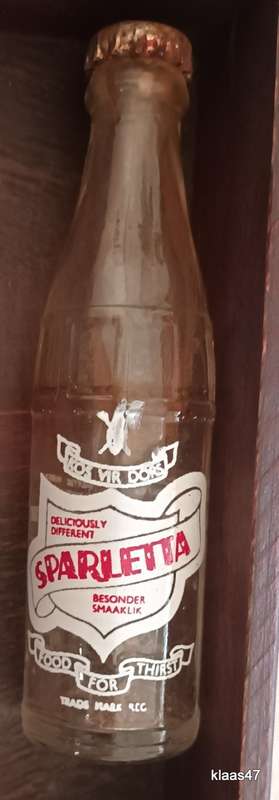 KOS VIR DORS
DELICIOUSLY
DIFFERENT
SPARLETTA
BESONDER
SMAAKLIK
FOOD FOR THIRST
TRADE MARK REG
klaas47